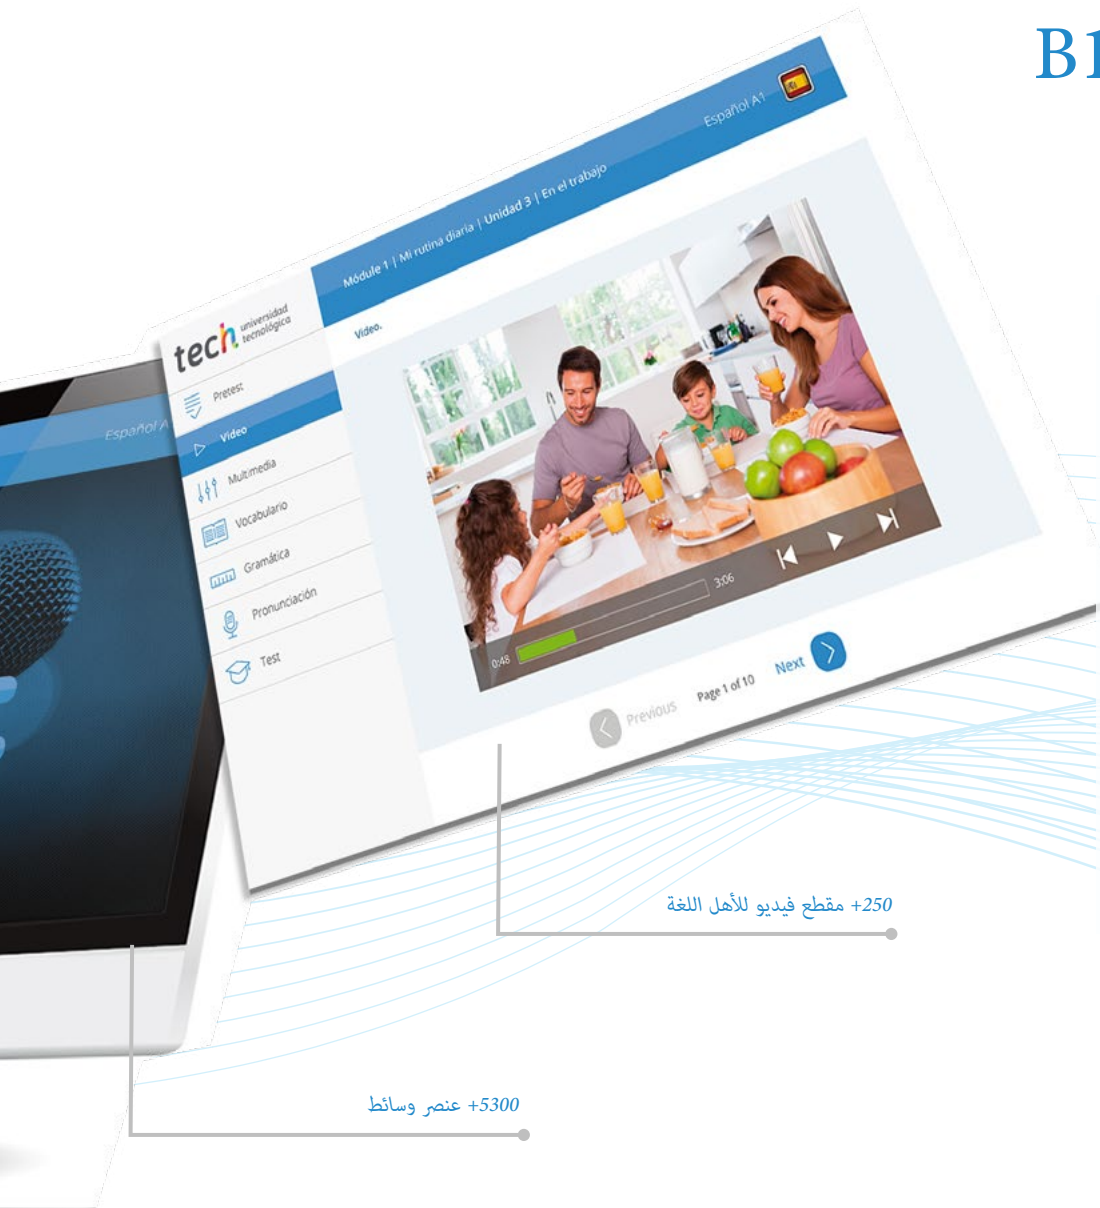 B1
Español A1
Módule 1 | Mi rutina diaria | Unidad 3 | En el trabajo
tech universidad
tecnológica
Video.
Pretest
Video
Multimedia
Vocabulario
Gramática
Pronunciación
Test
Español A
0:48
3:06
Previous
Page 1 of 10
Next
+250 مقطع فيديو للأهل اللغة
+5300 عنصر وسائط